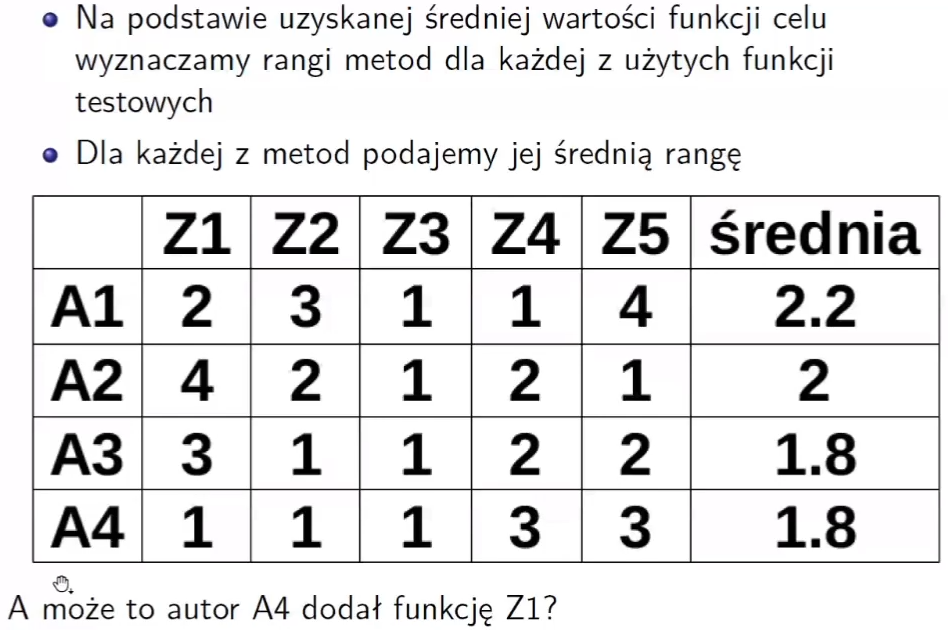 Na podstawie uzyskanej średniej wartości funkcji celu
wyznaczamy rangi metod dla każdej z użytych funkcji
testowych
Dla każdej z metod podajemy jej średnią rangę
Z1 Z2 Z3 Z4 Z5 średnia
A1 2 3 1 1 4 2.2
A2 4 2 1 2 1 2
A3 3 1 1 2 2 1.8
A4 1 1 1 3 3 1.8
A może to autor A4 dodał funkcję Z1?